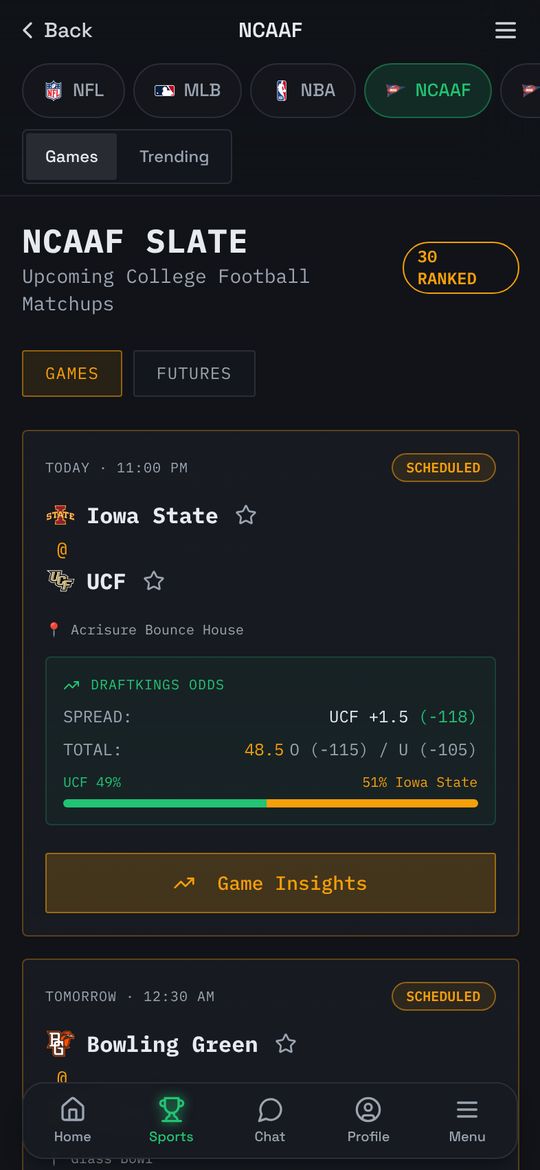 Back NCAAF
NFL MLB NBA NCAAF
Games Trending
NCAAF SLATE
Upcoming College Football
Matchups
30
RANKED
GAMES FUTURES
TODAY · 11:00 PM SCHEDULED
Iowa State
@
UCF
Acrisure Bounce House
DRAFTKINGS ODDS
SPREAD: UCF +1.5 (-118)
TOTAL: 48.5 O (-115) / U (-105)
UCF 49% 51% Iowa State
Game Insights
TOMORROW · 12:30 AM SCHEDULED
Bowling Green
@
Home Sports Chat Profile Menu
Glass Bowl